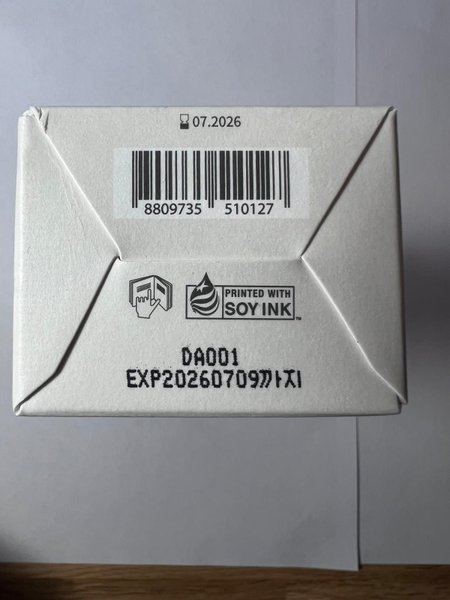 07.2026
8809735 510127
PRINTED WITH
SOY INK™
DA001
EXP20260709까지